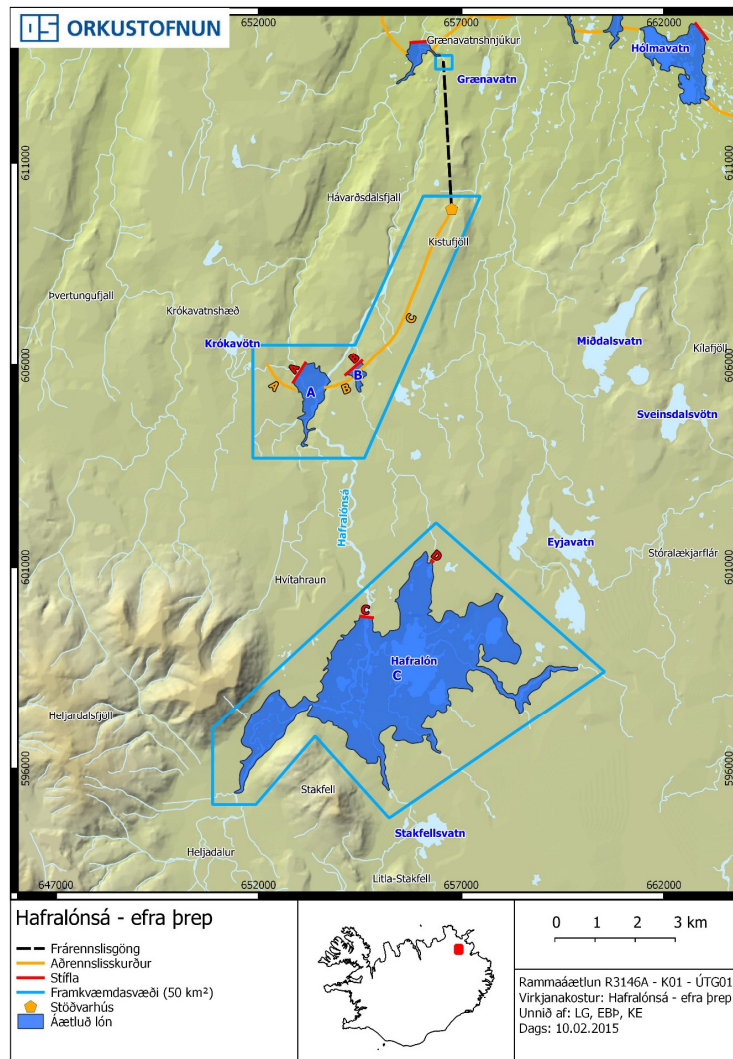 OS ORKUSTOFNUN
652000
657000
662000
Grænavatnshnjúkur
Hólmavatn
Grænavatn
611000
611000
Hávarðsdalsfjall
Kistufjöll
Þvertungufjall
Krókavatnshæð
C
Miðdalsvatn
Krókavötn
Kílafjöll
606000
606000
A
B
A
A
B
B
Sveinsdalsvötn
Hafralónsá
Eyjavatn
Stóralækjarflár
601000
601000
D
Hvítahraun
C
Hafralón
C
Heljardalsfjöll
596000
596000
Stakfell
Stakfellsvatn
Heljadalur
Litla-Stakfell
647000
652000
657000
662000
Hafralónsá - efra þrep
Frárennslisgöng
Aðrennslisskurður
Stífla
Framkvæmdasvæði (50 km²)
Stöðvarhús
Áætluð lón
0 1 2 3 km
Rammaáætlun R3146A - K01 - ÚTG01
Virkjanakostur: Hafralónsá - efra þrep
Unnið af: LG, EBÞ, KE
Dags: 10.02.2015